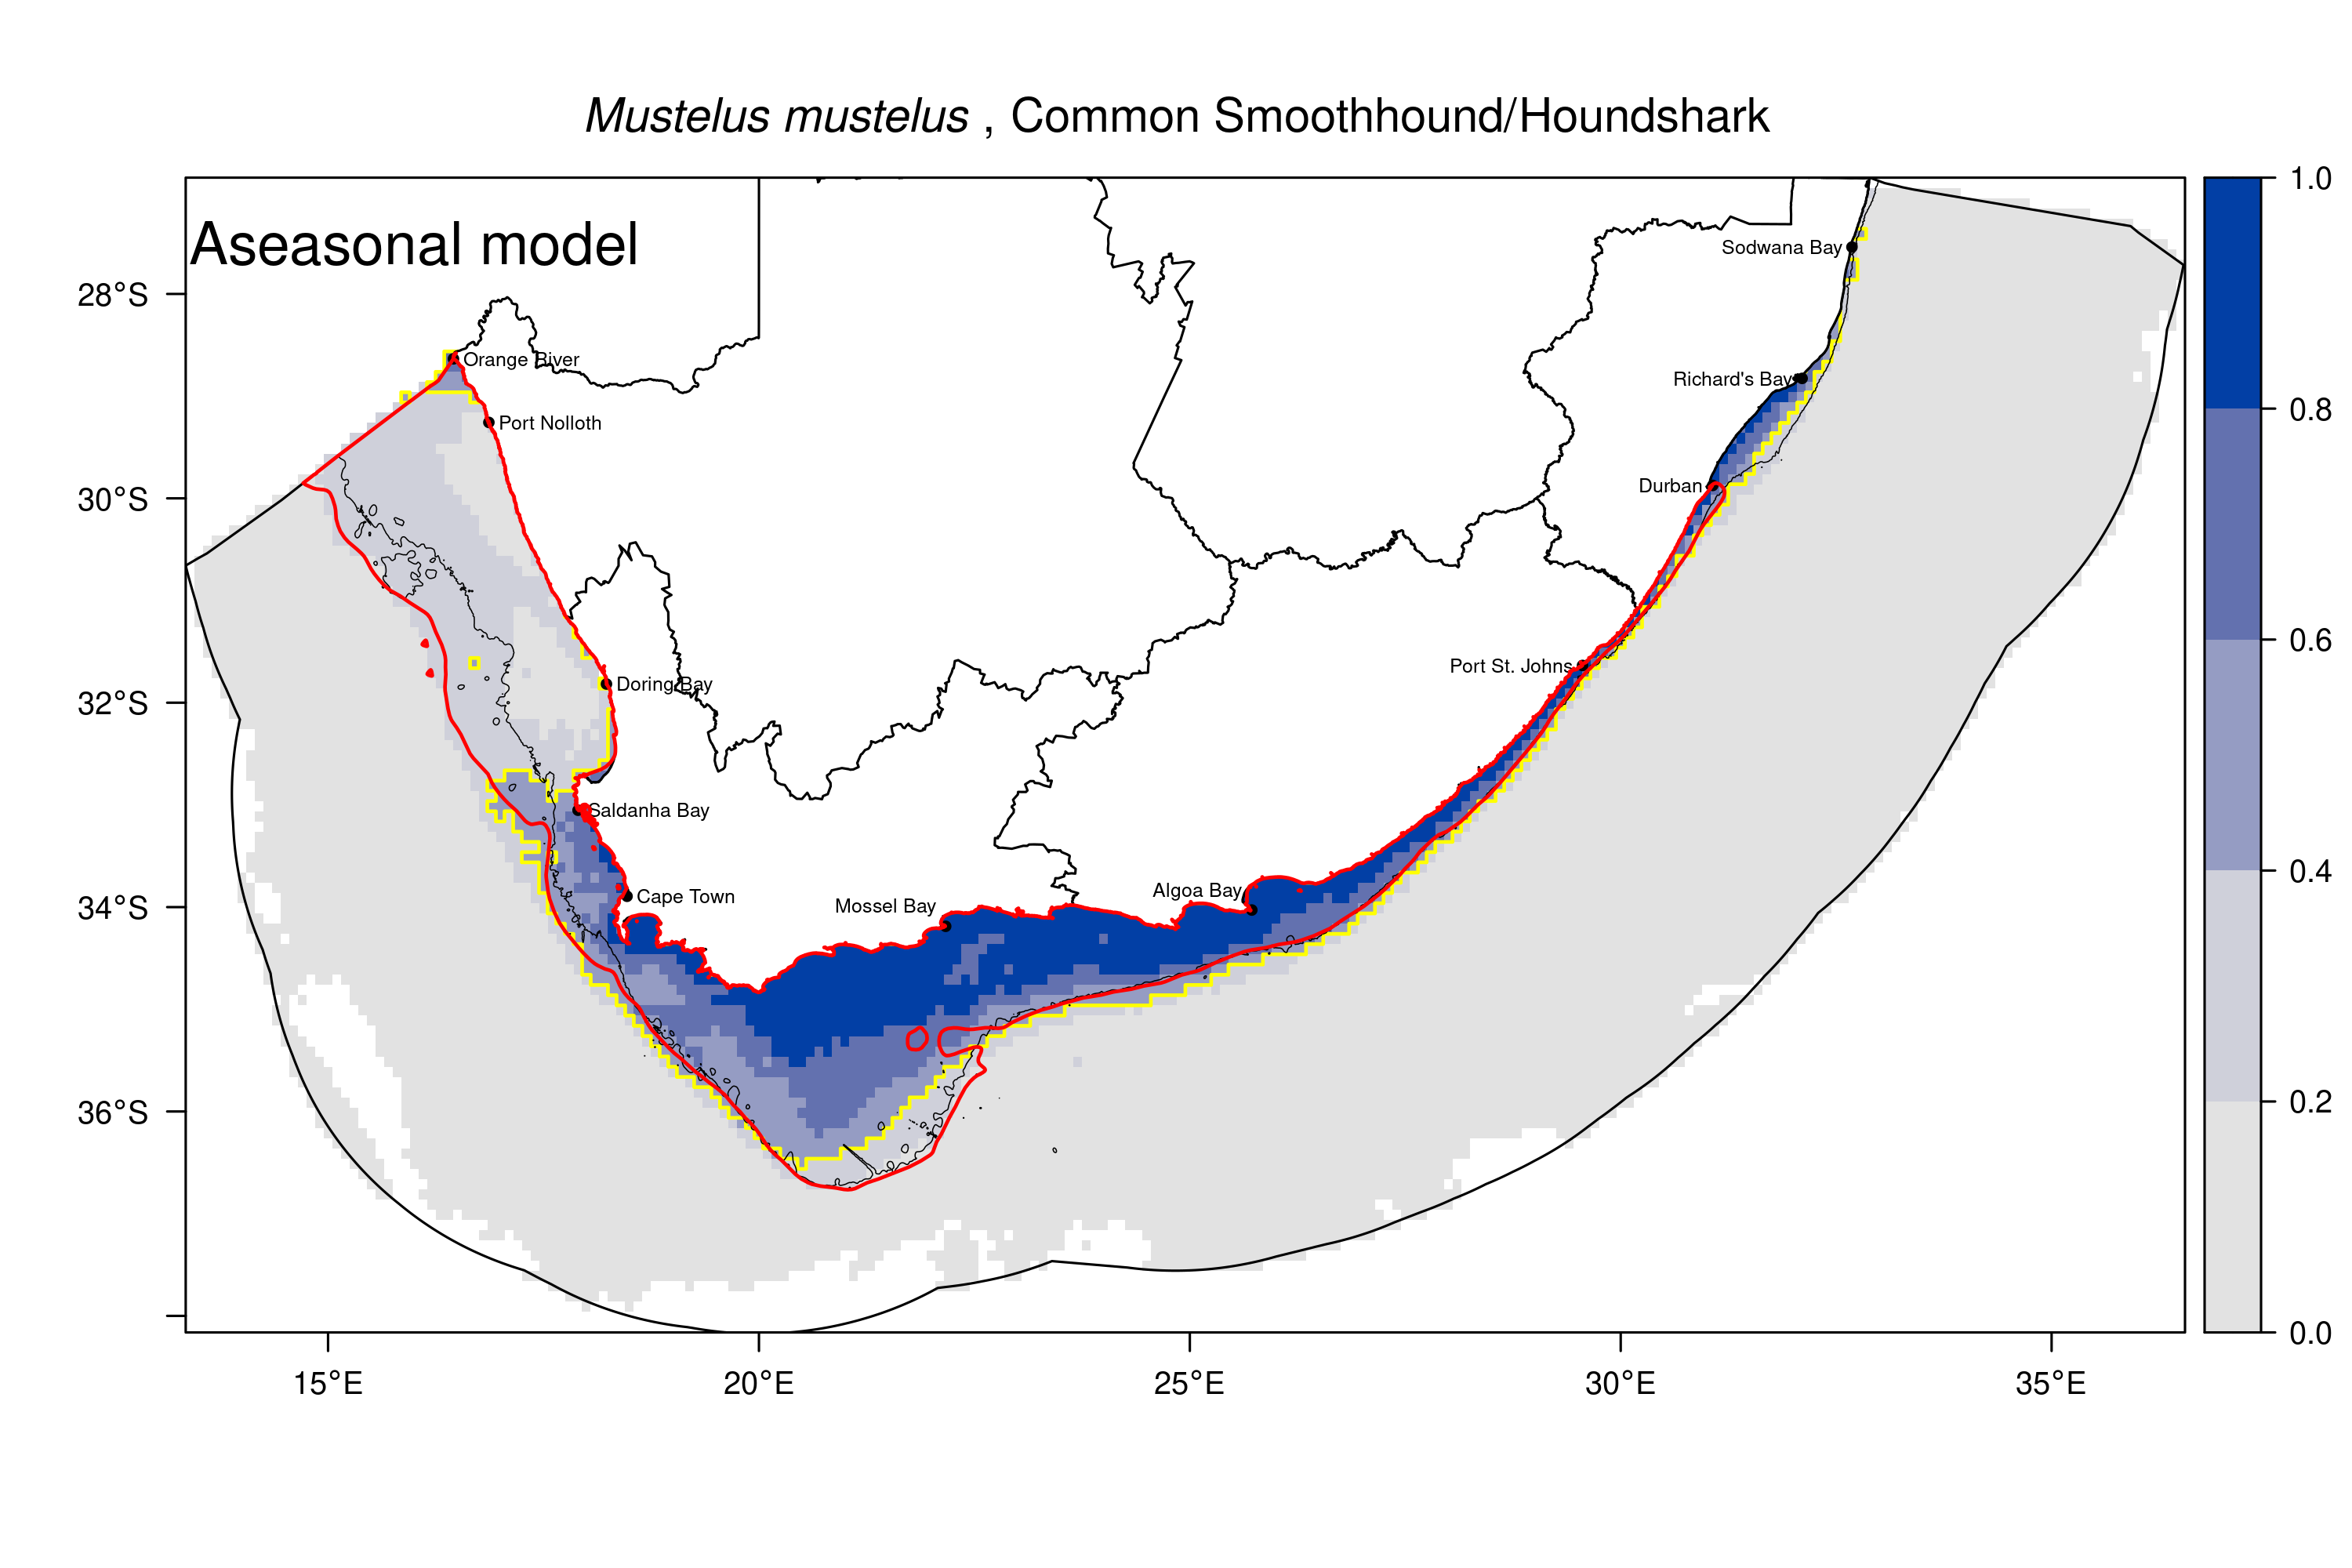 Mustelus mustelus , Common Smoothhound/Houndshark
Aseasonal model
Sodwana Bay
Richard's Bay
Durban
Port St. Johns
Orange River
Port Nolloth
Doring Bay
Saldanha Bay
Cape Town
Mossel Bay
Algoa Bay
28°S
30°S
32°S
34°S
36°S
15°E
20°E
25°E
30°E
35°E
1.0
0.8
0.6
0.4
0.2
0.0